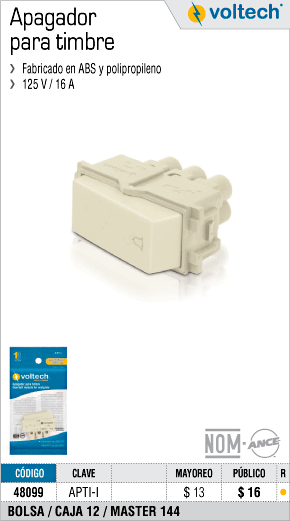 Apagador
para timbre
voltech
› Fabricado en ABS y polipropileno
› 125 V / 16 A
voltech
NOM-ANCE
CÓDIGO CLAVE MAYOREO PÚBLICO R
48099 APTI-I $ 13 $ 16
BOLSA / CAJA 12 / MASTER 144